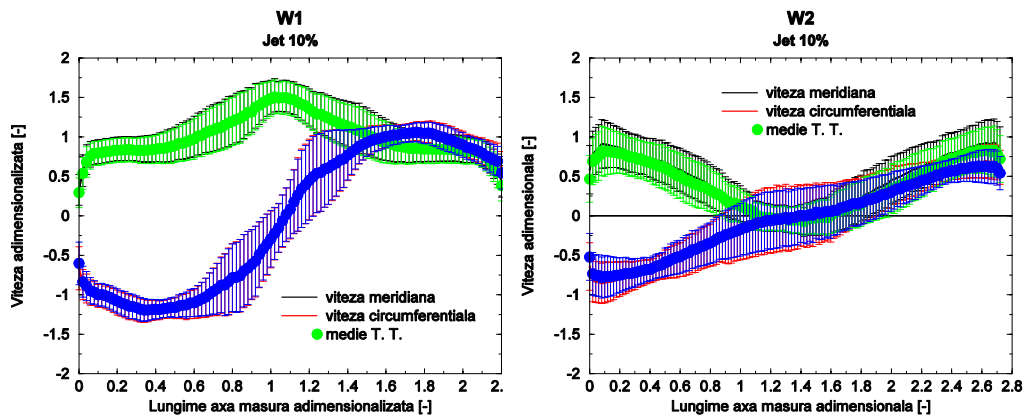 W1
Jet 10%
2
1.5
1
0.5
0
-0.5
-1
-1.5
-2
Viteza adimensionalizata [-]
viteza meridiana
viteza circumferentiala
medie T. T.
0 0.2 0.4 0.6 0.8 1 1.2 1.4 1.6 1.8 2 2.2
Lungime axa masura adimensionalizata [-]
W2
Jet 10%
2
1.5
1
0.5
0
-0.5
-1
-1.5
-2
Viteza adimensionala [-]
viteza meridiana
viteza circumferentiala
medie T. T.
0 0.2 0.4 0.6 0.8 1 1.2 1.4 1.6 1.8 2 2.2 2.4 2.6 2.8
Lungime axa masura adimensionala [-]